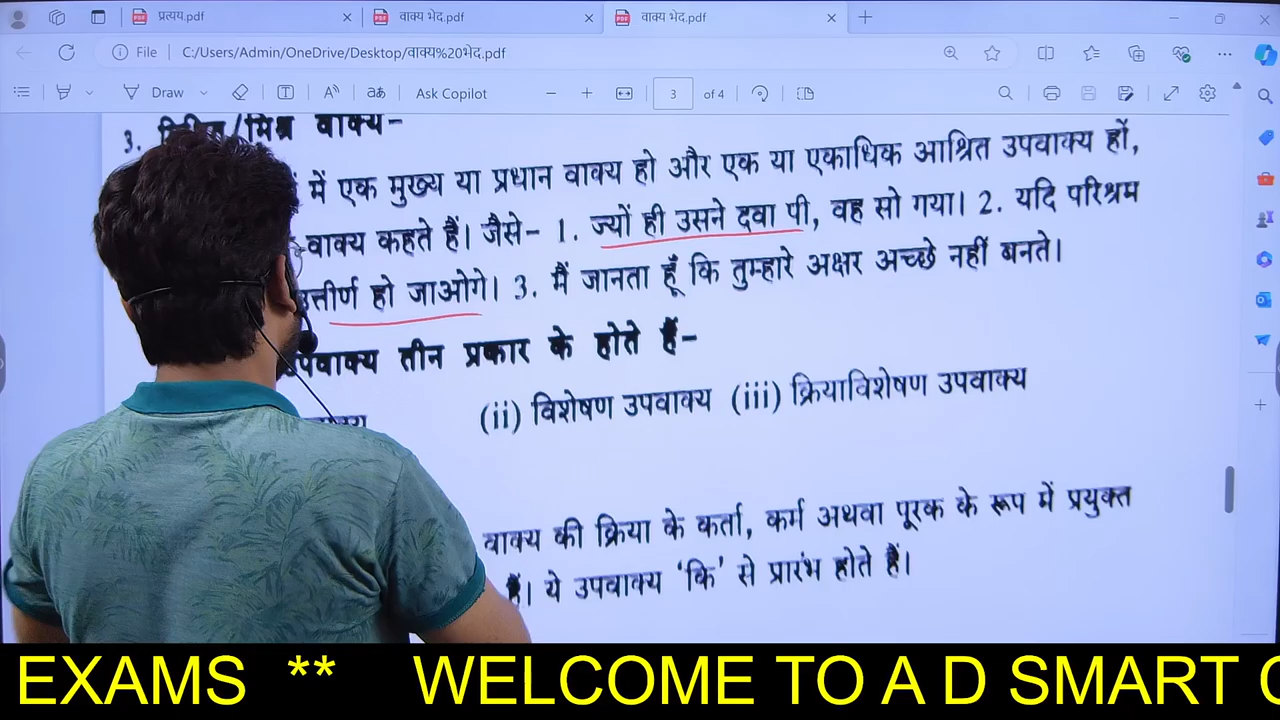 प्रत्यय.pdf
वाक्य भेद.pdf
वाक्य भेद.pdf
File C:/Users/Admin/OneDrive/Desktop/वाक्य%20भेद.pdf
Draw aあ Ask Copilot 3 of 4
3. मिश्र वाक्य-
में एक मुख्य या प्रधान वाक्य हो और एक या एकाधिक आश्रित उपवाक्य हों,
वाक्य कहते हैं। जैसे- 1. ज्यों ही उसने दवा पी, वह सो गया। 2. यदि परिश्रम
उत्तीर्ण हो जाओगे। 3. मैं जानता हूँ कि तुम्हारे अक्षर अच्छे नहीं बनते।
उपवाक्य तीन प्रकार के होते हैं-
(ii) विशेषण उपवाक्य (iii) क्रियाविशेषण उपवाक्य
वाक्य की क्रिया के कर्ता, कर्म अथवा पूरक के रूप में प्रयुक्त
हैं। ये उपवाक्य ‘कि’ से प्रारंभ होते हैं।
EXAMS ** WELCOME TO A D SMART